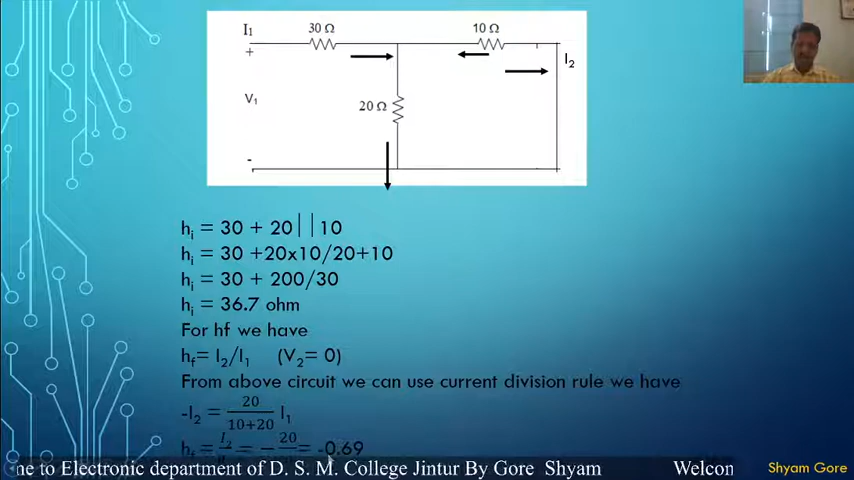 I₁ 30 Ω 10 Ω
+ I₂
V₁ 20 Ω
-
hᵢ = 30 + 20||10
hᵢ = 30 +20x10/20+10
hᵢ = 30 + 200/30
hᵢ = 36.7 ohm
For hf we have
hf= I₂/I₁ (V₂= 0)
From above circuit we can use current division rule we have
-I₂ = 20/10+20 I₁
= -0.69
ne to Electronic department of D. S. M. College Jintur By Gore Shyam Welcon
Shyam Gore